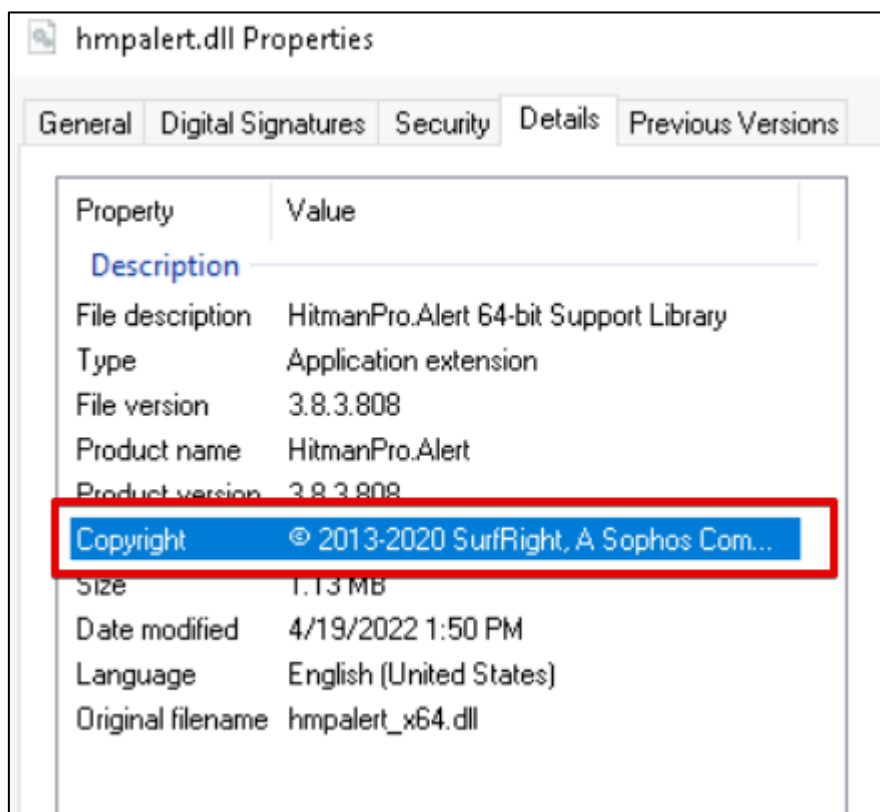 hmpalert.dll Properties
General Digital Signatures Security Details Previous Versions
Property Value
Description
File description HitmanPro.Alert 64-bit Support Library
Type Application extension
File version 3.8.3.808
Product name HitmanPro.Alert
Product version 3.8.3.808
Copyright © 2013-2020 SurfRight, A Sophos Com...
Size 1.13 MB
Date modified 4/19/2022 1:50 PM
Language English (United States)
Original filename hmpalert_x64.dll